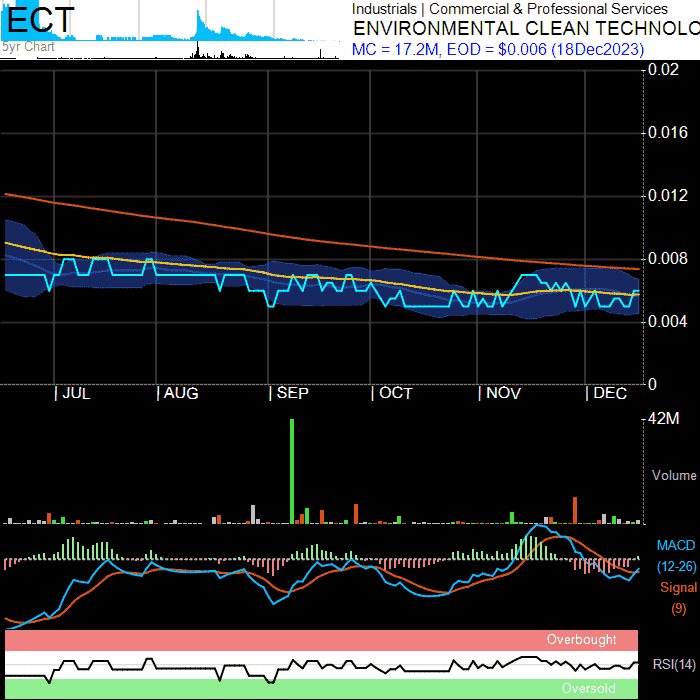 ECT
5yr Chart
Industrials | Commercial & Professional Services
ENVIRONMENTAL CLEAN TECHNOLO
MC = 17.2M, EOD = $0.006 (18Dec2023)
0.02
0.016
0.012
0.008
0.004
0
JUL AUG SEP OCT NOV DEC
42M
Volume
MACD
(12-26)
Signal
(9)
Overbought
RSI(14)
Oversold